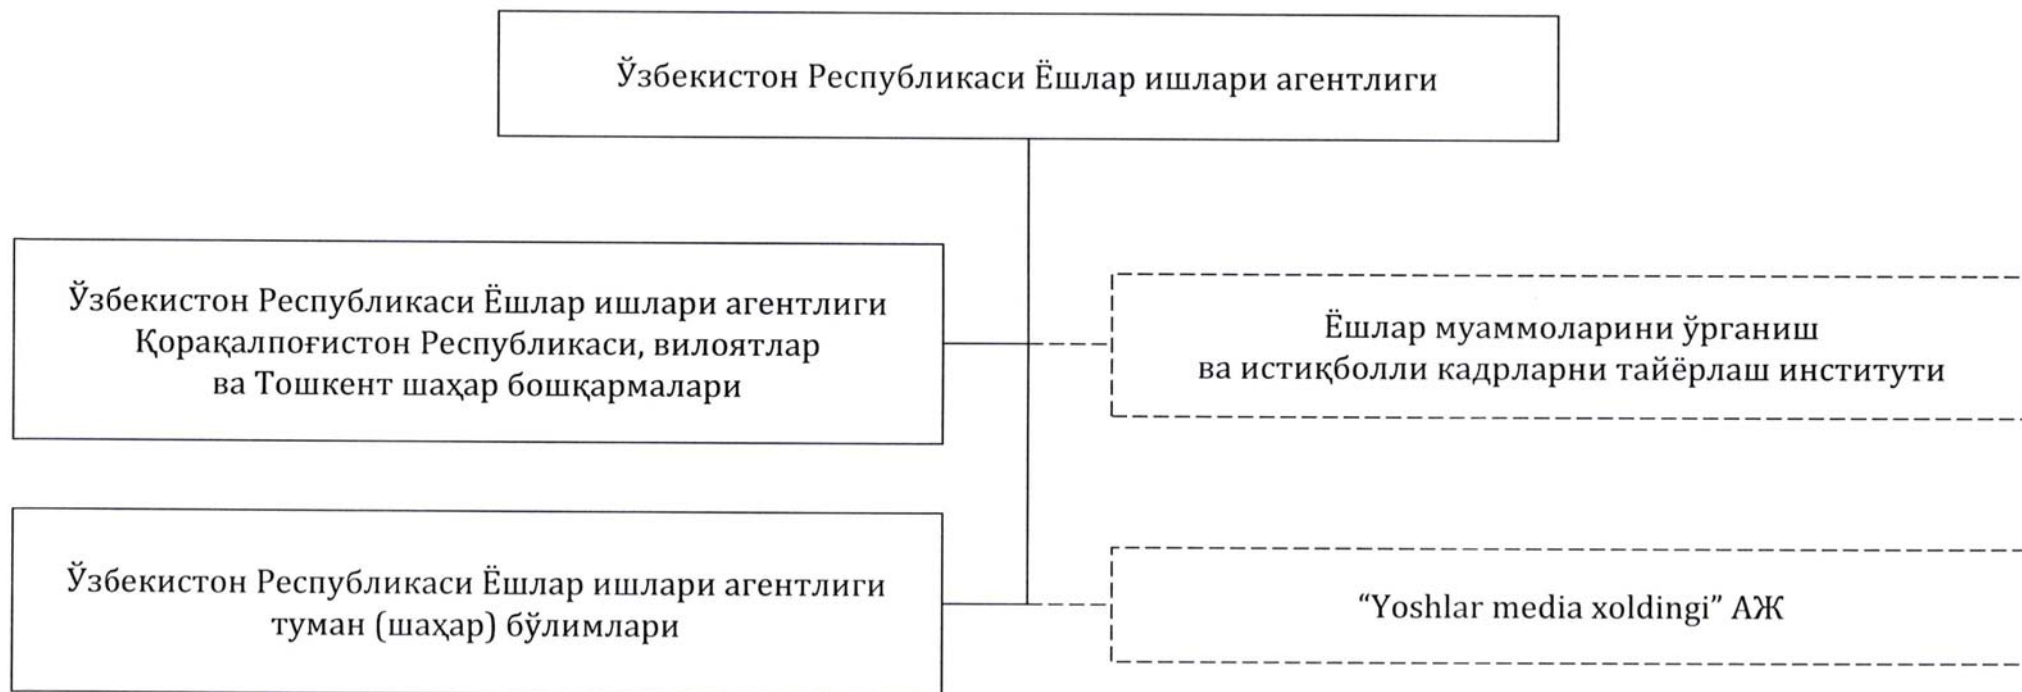 Ўзбекистон Республикаси Ёшлар ишлари агентлиги
Ўзбекистон Республикаси Ёшлар ишлари агентлиги
Қорақалпоғистон Республикаси, вилоятлар
ва Тошкент шаҳар бошқармалари
Ёшлар муаммоларини ўрганиш
ва истиқболли кадрларни тайёрлаш институти
Ўзбекистон Республикаси Ёшлар ишлари агентлиги
туман (шаҳар) бўлимлари
“Yoshlar media xoldingi” АЖ